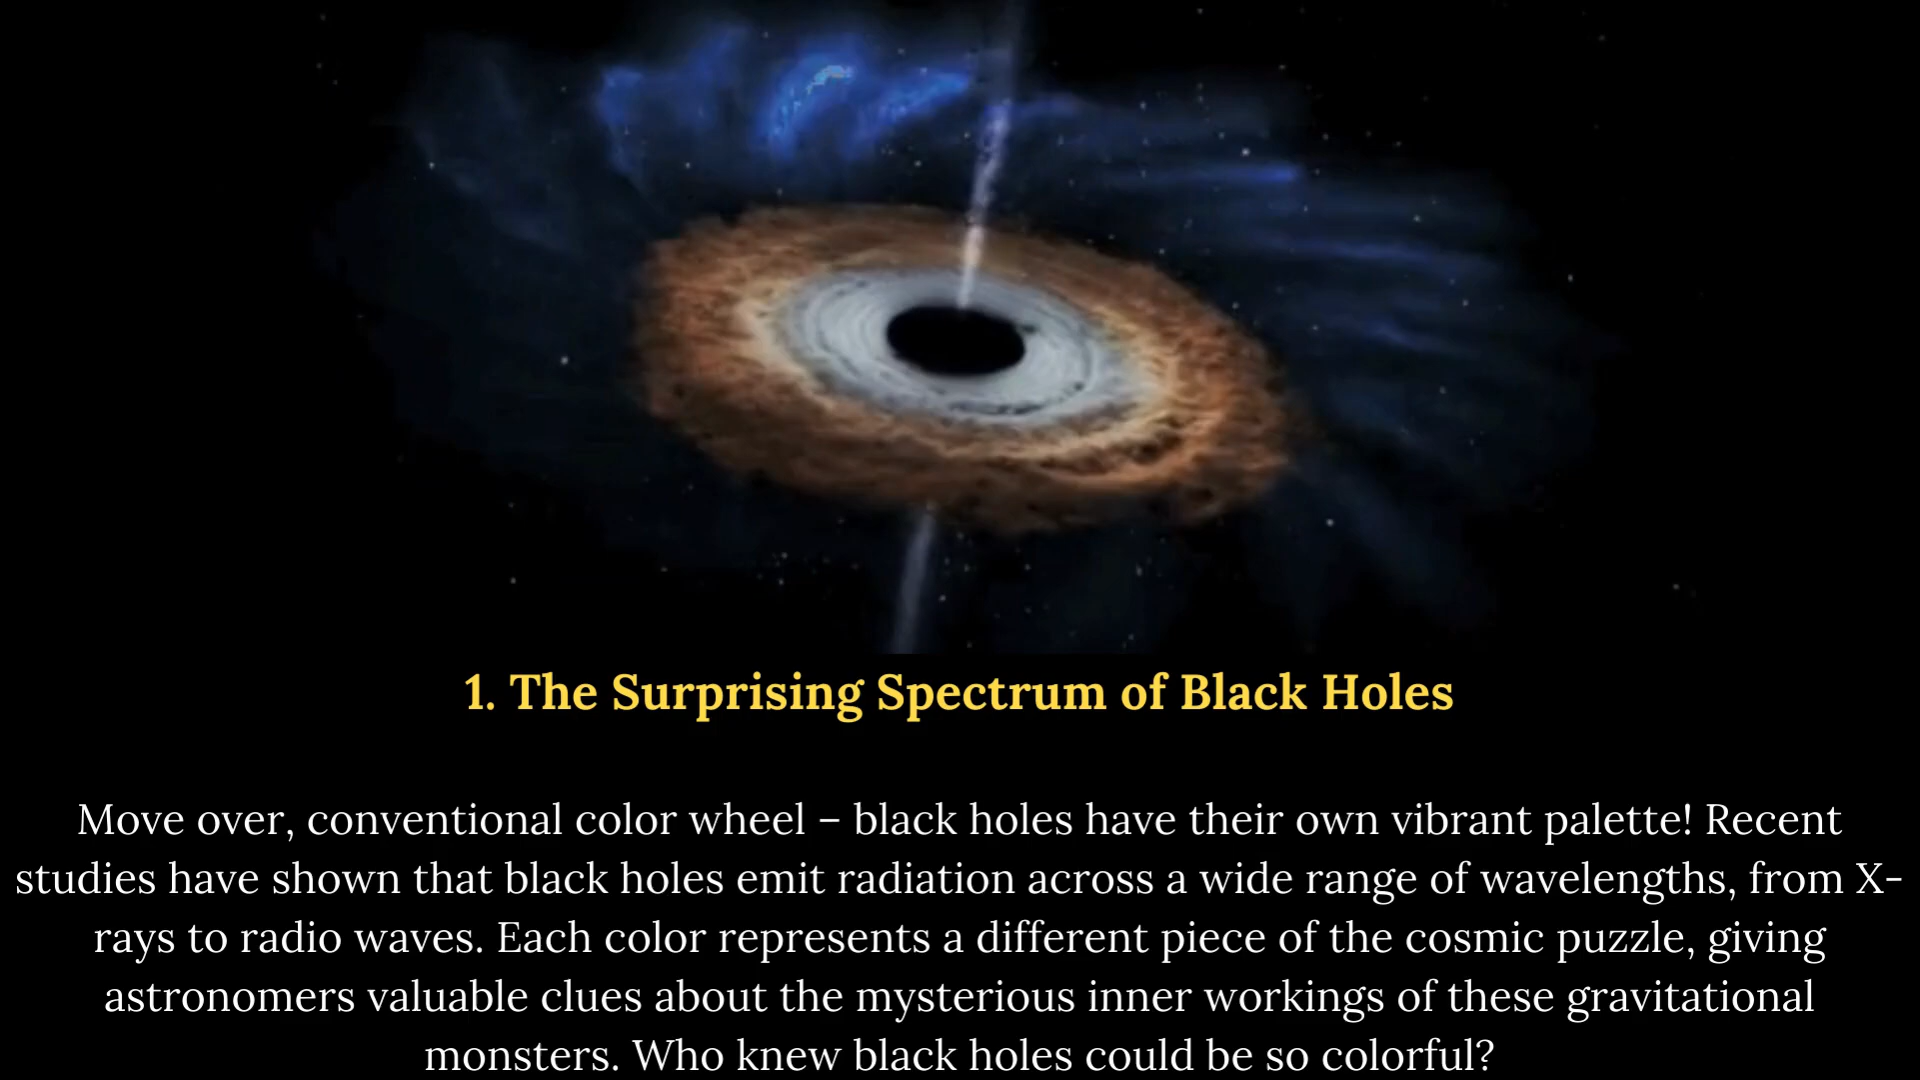 1. The Surprising Spectrum of Black Holes
Move over, conventional color wheel – black holes have their own vibrant palette! Recent
studies have shown that black holes emit radiation across a wide range of wavelengths, from X-
rays to radio waves. Each color represents a different piece of the cosmic puzzle, giving
astronomers valuable clues about the mysterious inner workings of these gravitational
monsters. Who knew black holes could be so colorful?